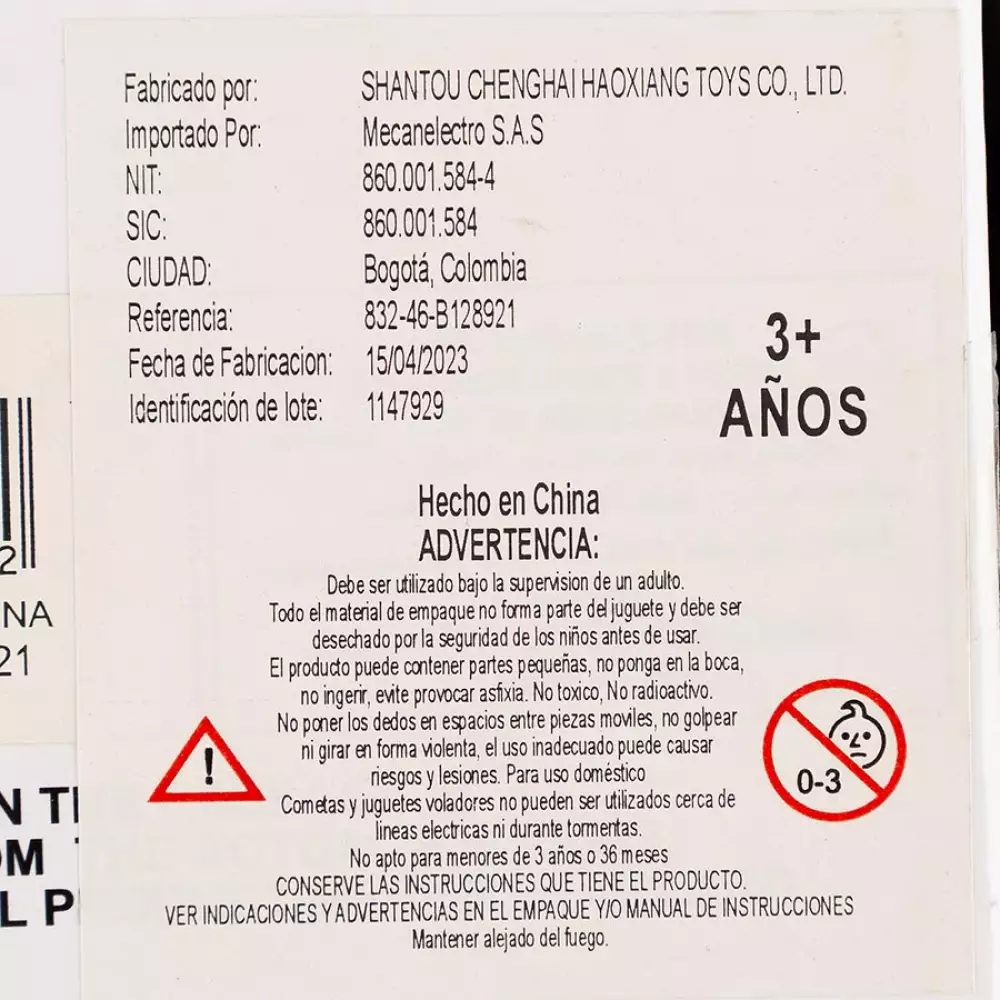 Fabricado por: SHANTOU CHENGHAI HAOXIANG TOYS CO., LTD.
Importado Por: Mecanelectro S.A.S
NIT: 860.001.584-4
SIC: 860.001.584
CIUDAD: Bogotá, Colombia
Referencia: 832-46-B128921
Fecha de Fabricacion: 15/04/2023
Identificación de lote: 1147929
3+
AÑOS
Hecho en China
ADVERTENCIA:
Debe ser utilizado bajo la supervision de un adulto.
Todo el material de empaque no forma parte del juguete y debe ser
desechado por la seguridad de los niños antes de usar.
El producto puede contener partes pequeñas, no ponga en la boca,
no ingerir, evite provocar asfixia. No toxico, No radioactivo.
No poner los dedos en espacios entre piezas moviles, no golpear
ni girar en forma violenta, el uso inadecuado puede causar
riesgos y lesiones. Para uso doméstico
Cometas y juguetes voladores no pueden ser utilizados cerca de
lineas electricas ni durante tormentas.
No apto para menores de 3 años o 36 meses
CONSERVE LAS INSTRUCCIONES QUE TIENE EL PRODUCTO.
VER INDICACIONES Y ADVERTENCIAS EN EL EMPAQUE Y/O MANUAL DE INSTRUCCIONES
Mantener alejado del fuego.
!
0-3
2
NA
21
N TI
OM
L P